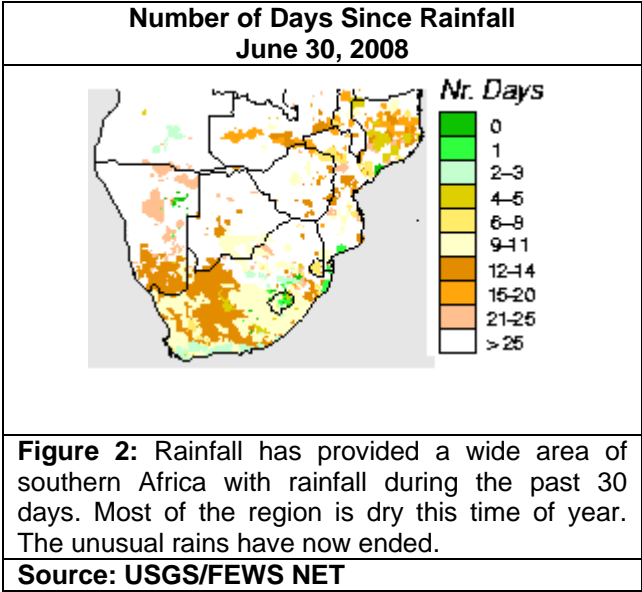 Number of Days Since Rainfall
June 30, 2008
Nr. Days
0
1
2-3
4-5
6-8
9-11
12-14
15-20
21-25
> 25
Figure 2: Rainfall has provided a wide area of
southern Africa with rainfall during the past 30
days. Most of the region is dry this time of year.
The unusual rains have now ended.
Source: USGS/FEWS NET